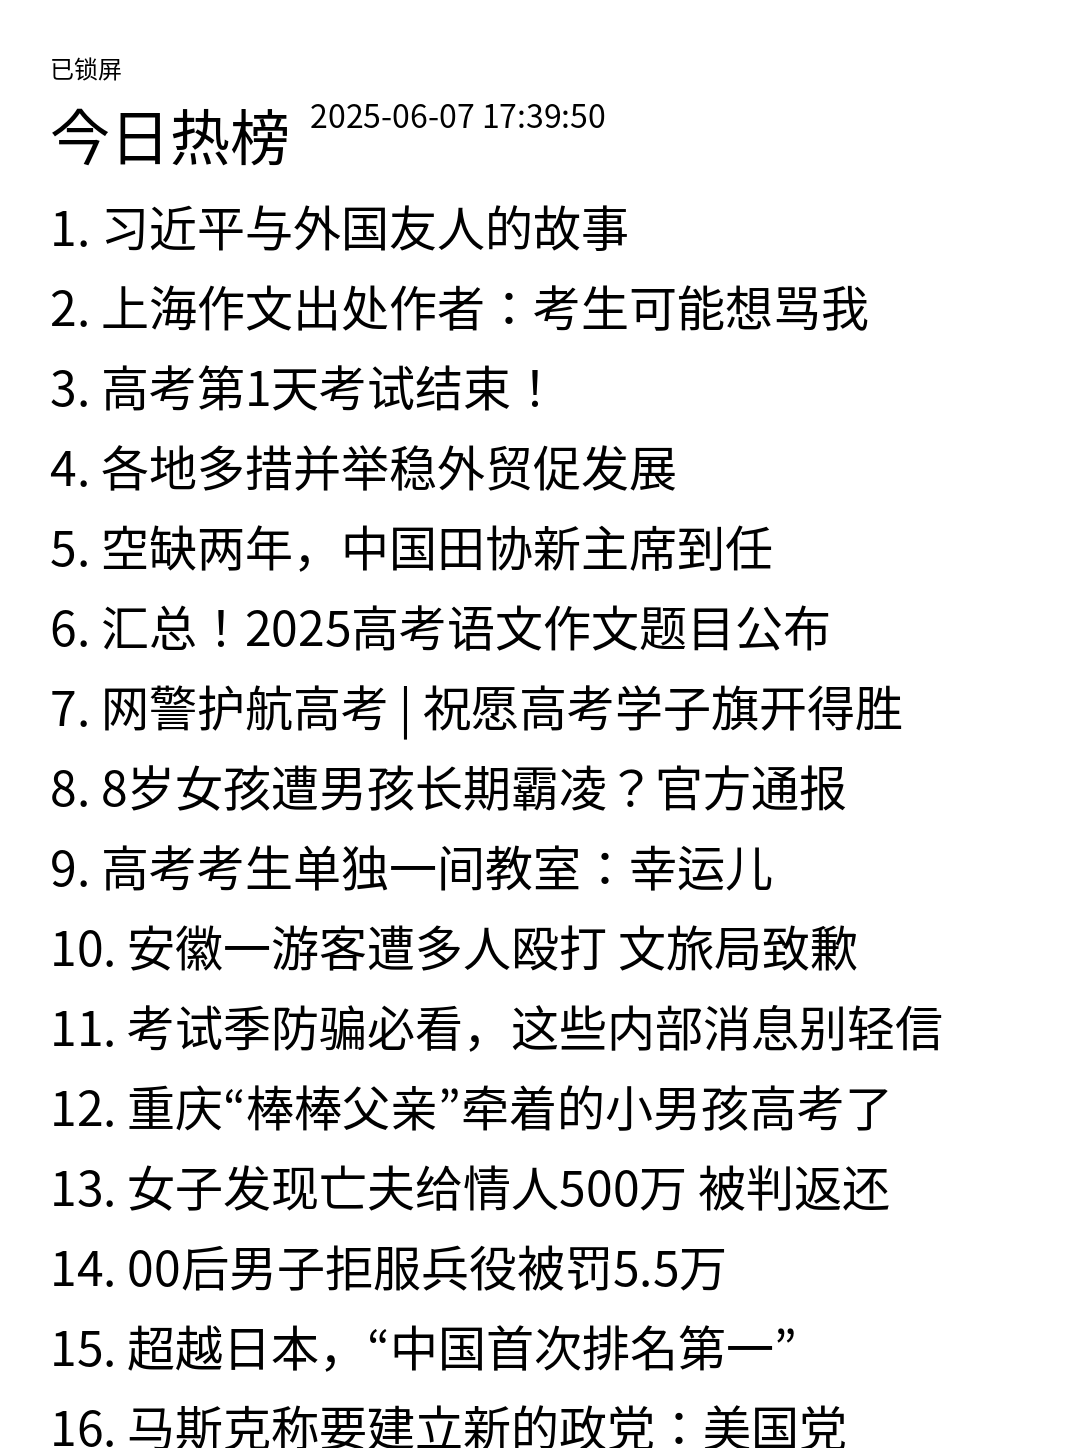 已锁屏
今日热榜 2025-06-07 17:39:50
1. 习近平与外国友人的故事
2. 上海作文出处作者：考生可能想骂我
3. 高考第1天考试结束！
4. 各地多措并举稳外贸促发展
5. 空缺两年，中国田协新主席到任
6. 汇总！2025高考语文作文题目公布
7. 网警护航高考 | 祝愿高考学子旗开得胜
8. 8岁女孩遭男孩长期霸凌？官方通报
9. 高考考生单独一间教室：幸运儿
10. 安徽一游客遭多人殴打 文旅局致歉
11. 考试季防骗必看，这些内部消息别轻信
12. 重庆“棒棒父亲”牵着的小男孩高考了
13. 女子发现亡夫给情人500万 被判返还
14. 00后男子拒服兵役被罚5.5万
15. 超越日本，“中国首次排名第一”
16. 马斯克称要建立新的政党：美国党